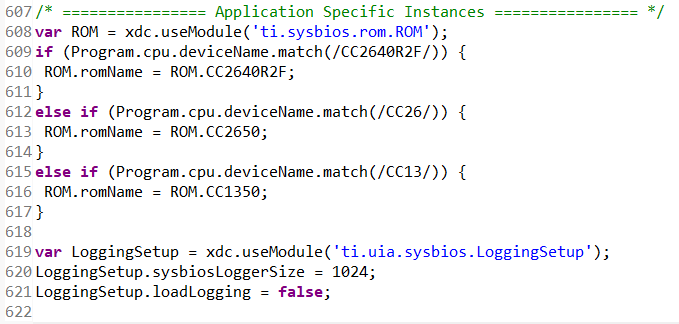 607 /* ================ Application Specific Instances ================ */
608 var ROM = xdc.useModule('ti.sysbios.rom.ROM');
609 if (Program.cpu.deviceName.match(/CC2640R2F/)) {
610  ROM.romName = ROM.CC2640R2F;
611 }
612 else if (Program.cpu.deviceName.match(/CC26/)) {
613  ROM.romName = ROM.CC2650;
614 }
615 else if (Program.cpu.deviceName.match(/CC13/)) {
616  ROM.romName = ROM.CC1350;
617 }
618
619 var LoggingSetup = xdc.useModule('ti.uia.sysbios.LoggingSetup');
620 LoggingSetup.sysbiosLoggerSize = 1024;
621 LoggingSetup.loadLogging = false;
622